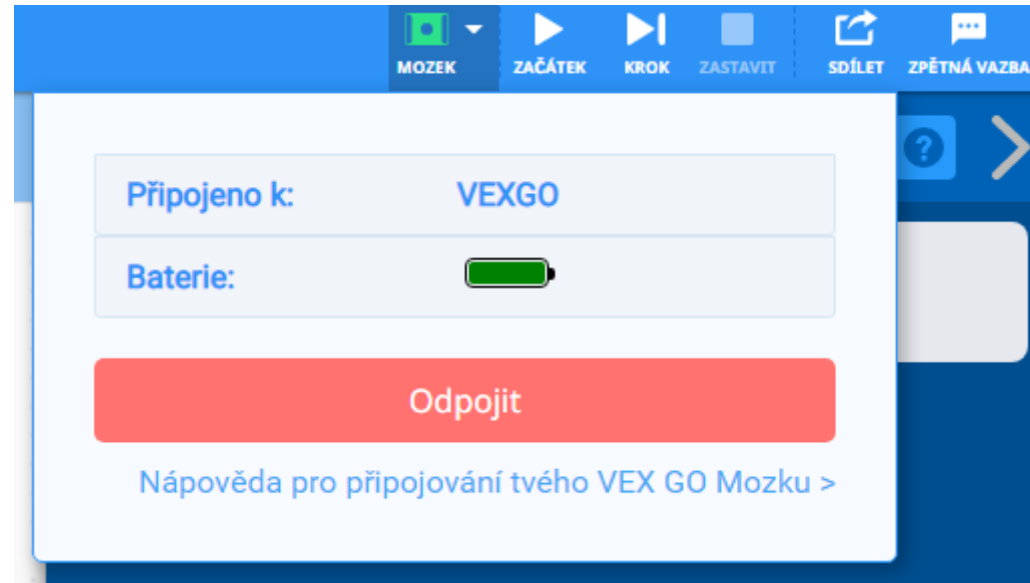 MOZEK ZAČÁTEK KROK ZASTAVIT SDÍLET ZPĚTNÁ VAZBA
?
Připojeno k: VEXGO
Baterie:
Odpojit
Nápověda pro připojování tvého VEX GO Mozku >